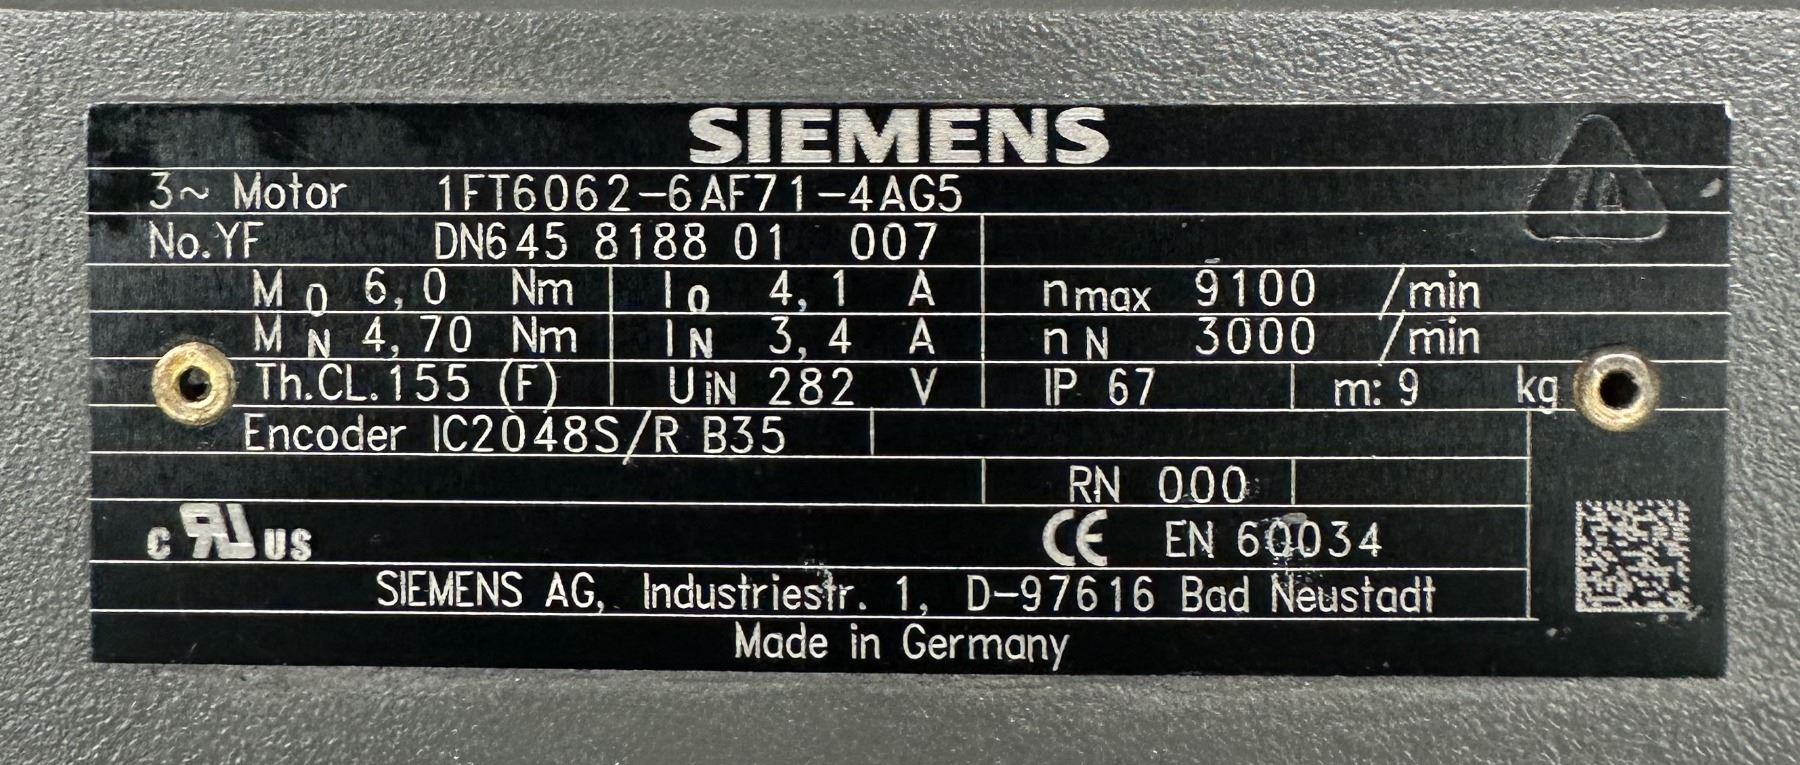 SIEMENS
3~ Motor 1FT6062-6AF71-4AG5
No.YF DN645 8188 01 007
M0 6,0 Nm I0 4,1 A nmax 9100 /min
MN 4,70 Nm IN 3,4 A nN 3000 /min
Th.CL.155 (F) UiN 282 V IP 67 m: 9 kg
Encoder IC2048S/R B35
RN 000
c RU US CE EN 60034
SIEMENS AG, Industriestr. 1, D-97616 Bad Neustadt
Made in Germany